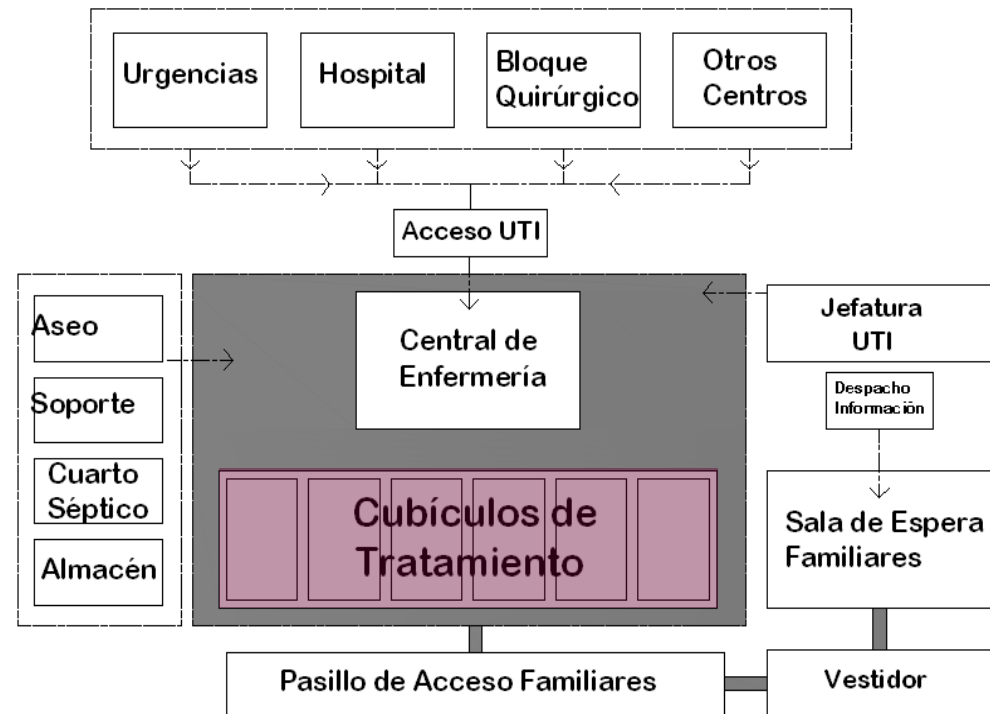 Urgencias
Hospital
Bloque
Quirúrgico
Otros
Centros
Acceso UTI
Aseo
Soporte
Cuarto
Séptico
Almacén
Central de
Enfermería
Cubículos de
Tratamiento
Jefatura
UTI
Despacho
Información
Sala de Espera
Familiares
Pasillo de Acceso Familiares
Vestidor